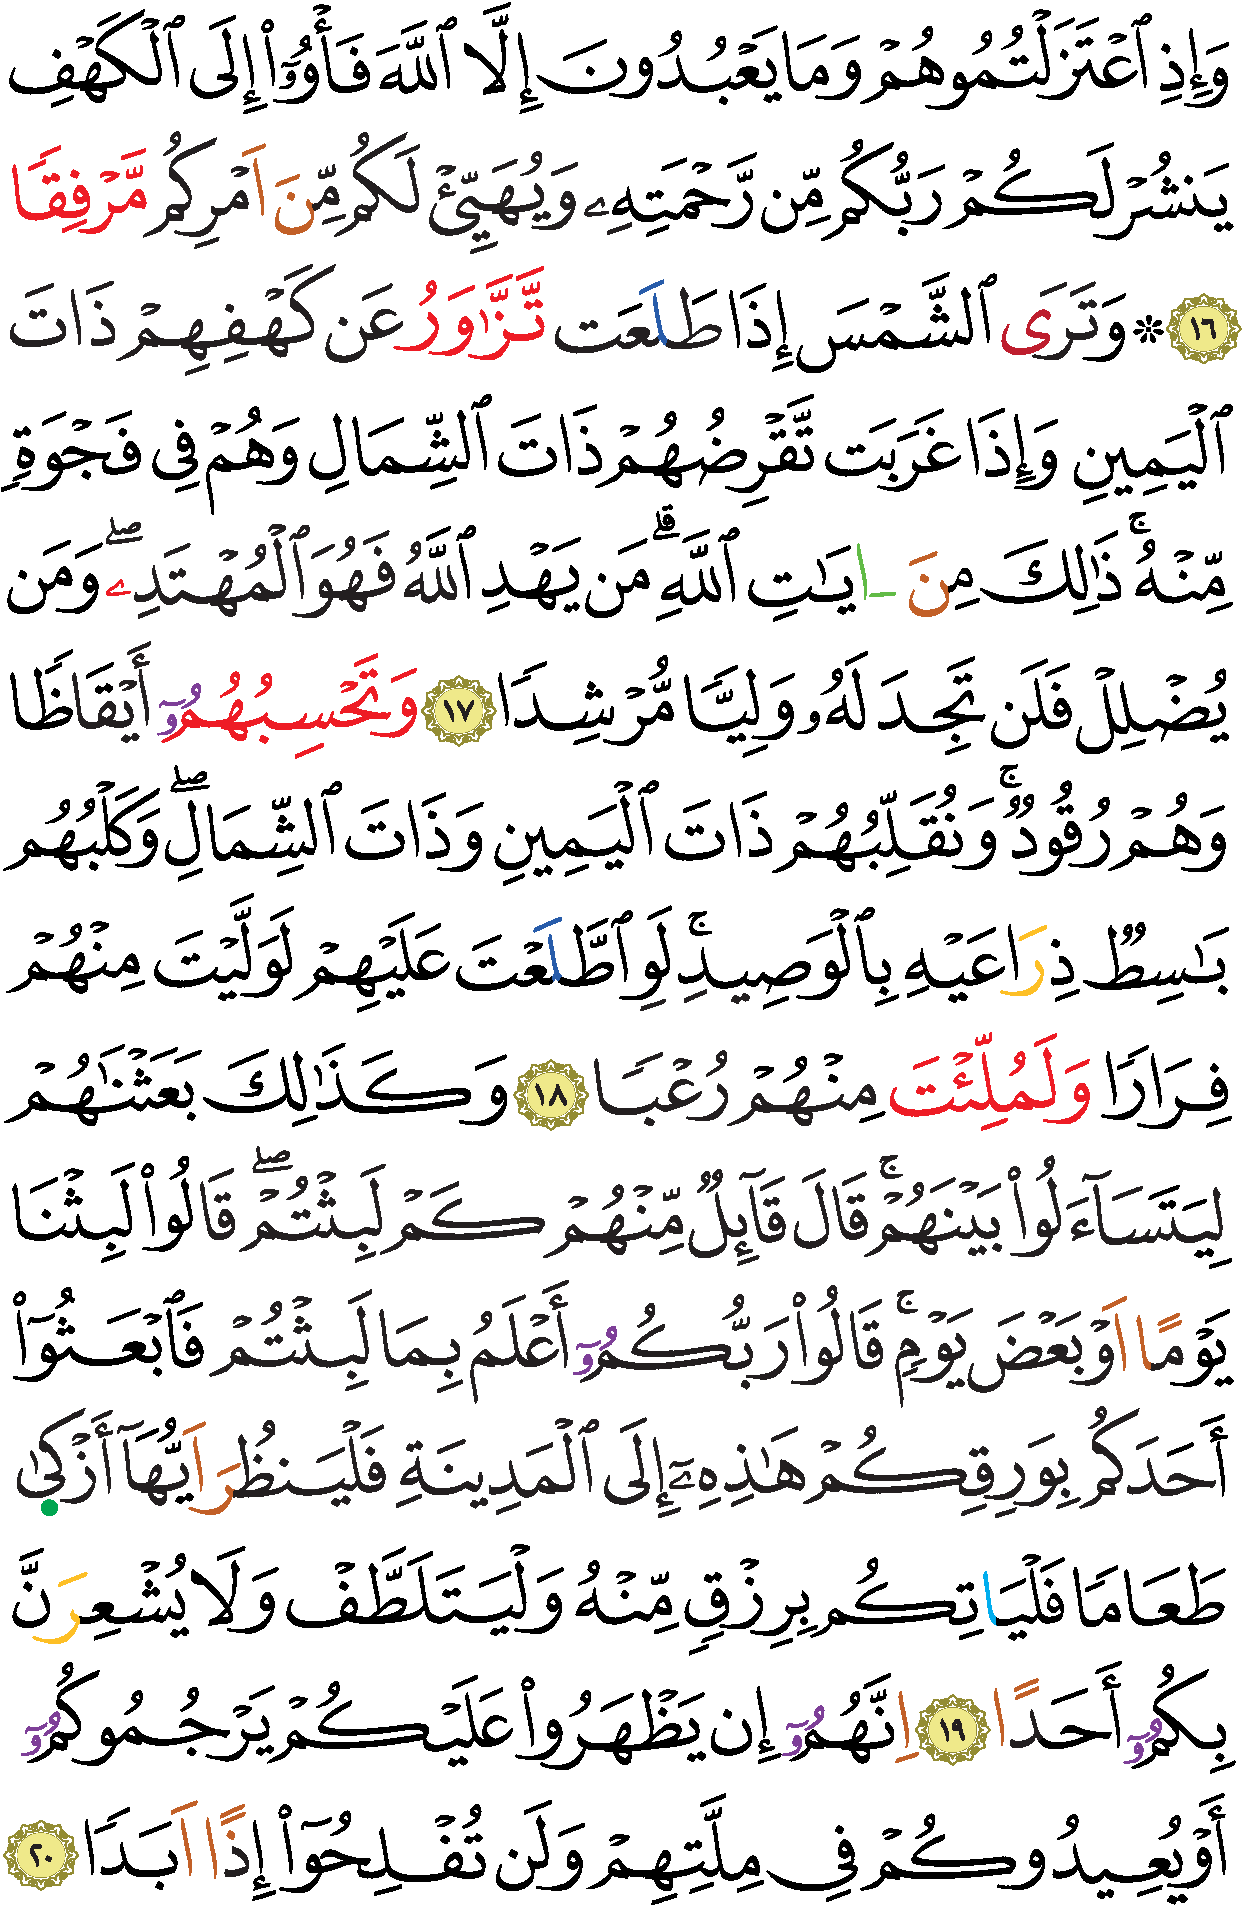 وَإِذِ ٱعْتَزَلْتُمُوهُمْ وَمَا يَعْبُدُونَ إِلَّا ٱللَّهَ فَأْوُۥٓاْ إِلَى ٱلْكَهْفِ
يَنشُرْ لَكُمْ رَبُّكُم مِّن رَّحْمَتِهِۦ وَيُهَيِّئْ لَكُم مِّنَ اَمْرِكُم مَّرْفِقًا
١٦ ۞ وَتَرَى ٱلشَّمْسَ إِذَا طَلَعَت تَّزَّٰوَرُ عَن كَهْفِهِمْ ذَاتَ
ٱلْيَمِينِ وَإِذَا غَرَبَت تَّقْرِضُهُمْ ذَاتَ ٱلشِّمَالِ وَهُمْ فِى فَجْوَةٍ
مِّنْهُۚ ذَٰلِكَ مِنَ ـايَٰتِ ٱللَّهِۗ مَن يَهْدِ ٱللَّهُ فَهُوَ ٱلْمُهْتَدِۦۖ وَمَن
يُضْلِلْ فَلَن تَجِدَ لَهُۥ وَلِيًّا مُّرْشِدًا ١٧ وَتَحْسِبُهُمُۥٓ أَيْقَاظًا
وَهُمْ رُقُودٌۚ وَنُقَلِّبُهُمْ ذَاتَ ٱلْيَمِينِ وَذَاتَ ٱلشِّمَالِۖ وَكَلْبُهُم
بَٰسِطٌ ذِرَاعَيْهِ بِٱلْوَصِيدِۚ لَوِ ٱطَّلَعْتَ عَلَيْهِمْ لَوَلَّيْتَ مِنْهُمْ
فِرَارًا وَلَمُلِّئْتَ مِنْهُمْ رُعْبًا ١٨ وَكَذَٰلِكَ بَعَثْنَٰهُمْ
لِيَتَسَآءَلُواْ بَيْنَهُمْۚ قَالَ قَآئِلٌ مِّنْهُمْ كَمْ لَبِثْتُمْۖ قَالُواْ لَبِثْنَا
يَوْمًا اَوْ بَعْضَ يَوْمٍۚ قَالُواْ رَبُّكُمُۥٓ أَعْلَمُ بِمَا لَبِثْتُمْ فَٱبْعَثُوٓاْ
أَحَدَكُم بِوَرِقِكُمْ هَٰذِهِۦٓ إِلَى ٱلْمَدِينَةِ فَلْيَنظُرَ اَيُّهَآ أَزْكَىٰ
طَعَامًا فَلْيَاتِكُم بِرِزْقٍ مِّنْهُ وَلْيَتَلَطَّفْ وَلَا يُشْعِرَنَّ
بِكُمُۥٓ أَحَدًا ١٩ اِنَّهُمُۥٓ إِن يَظْهَرُواْ عَلَيْكُمْ يَرْجُمُوكُمُۥٓ
أَوْ يُعِيدُوكُمْ فِى مِلَّتِهِمْ وَلَن تُفْلِحُوٓاْ إِذًا اَبَدًا ٢٠